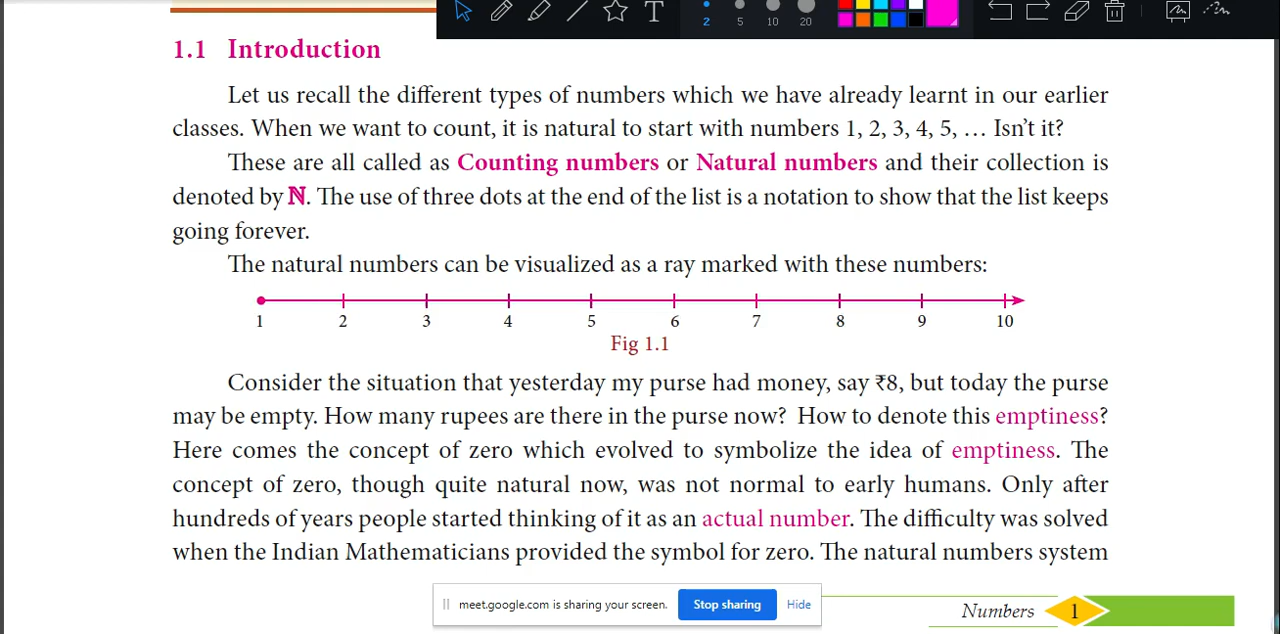 T
2 5 10 20
1.1 Introduction
Let us recall the different types of numbers which we have already learnt in our earlier
classes. When we want to count, it is natural to start with numbers 1, 2, 3, 4, 5, … Isn’t it?
These are all called as Counting numbers or Natural numbers and their collection is
denoted by ℕ. The use of three dots at the end of the list is a notation to show that the list keeps
going forever.
The natural numbers can be visualized as a ray marked with these numbers:
1 2 3 4 5 6 7 8 9 10
Fig 1.1
Consider the situation that yesterday my purse had money, say ₹8, but today the purse
may be empty. How many rupees are there in the purse now? How to denote this emptiness?
Here comes the concept of zero which evolved to symbolize the idea of emptiness. The
concept of zero, though quite natural now, was not normal to early humans. Only after
hundreds of years people started thinking of it as an actual number. The difficulty was solved
when the Indian Mathematicians provided the symbol for zero. The natural numbers system
meet.google.com is sharing your screen. Stop sharing Hide
Numbers 1